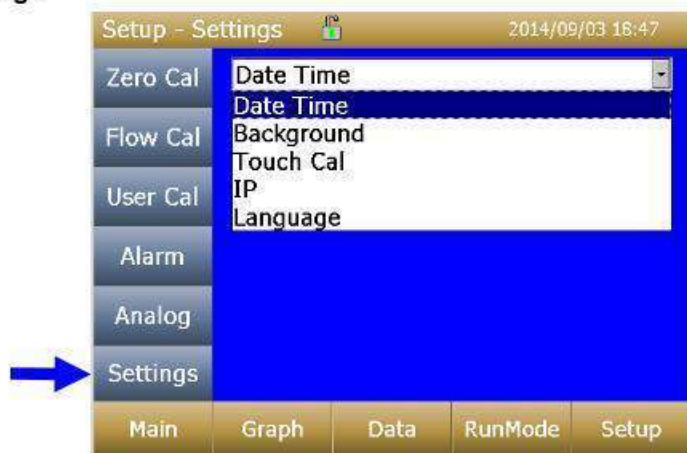 Setup - Settings 2014/09/03 18:47
Zero Cal
Date Time
Date Time
Flow Cal
Background
Touch Cal
User Cal
IP
Language
Alarm
Analog
Settings
Main Graph Data RunMode Setup